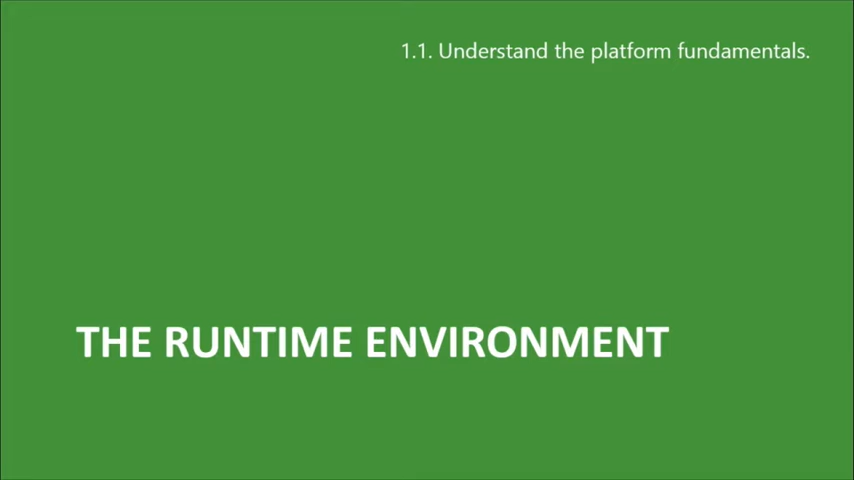 1.1. Understand the platform fundamentals.
THE RUNTIME ENVIRONMENT